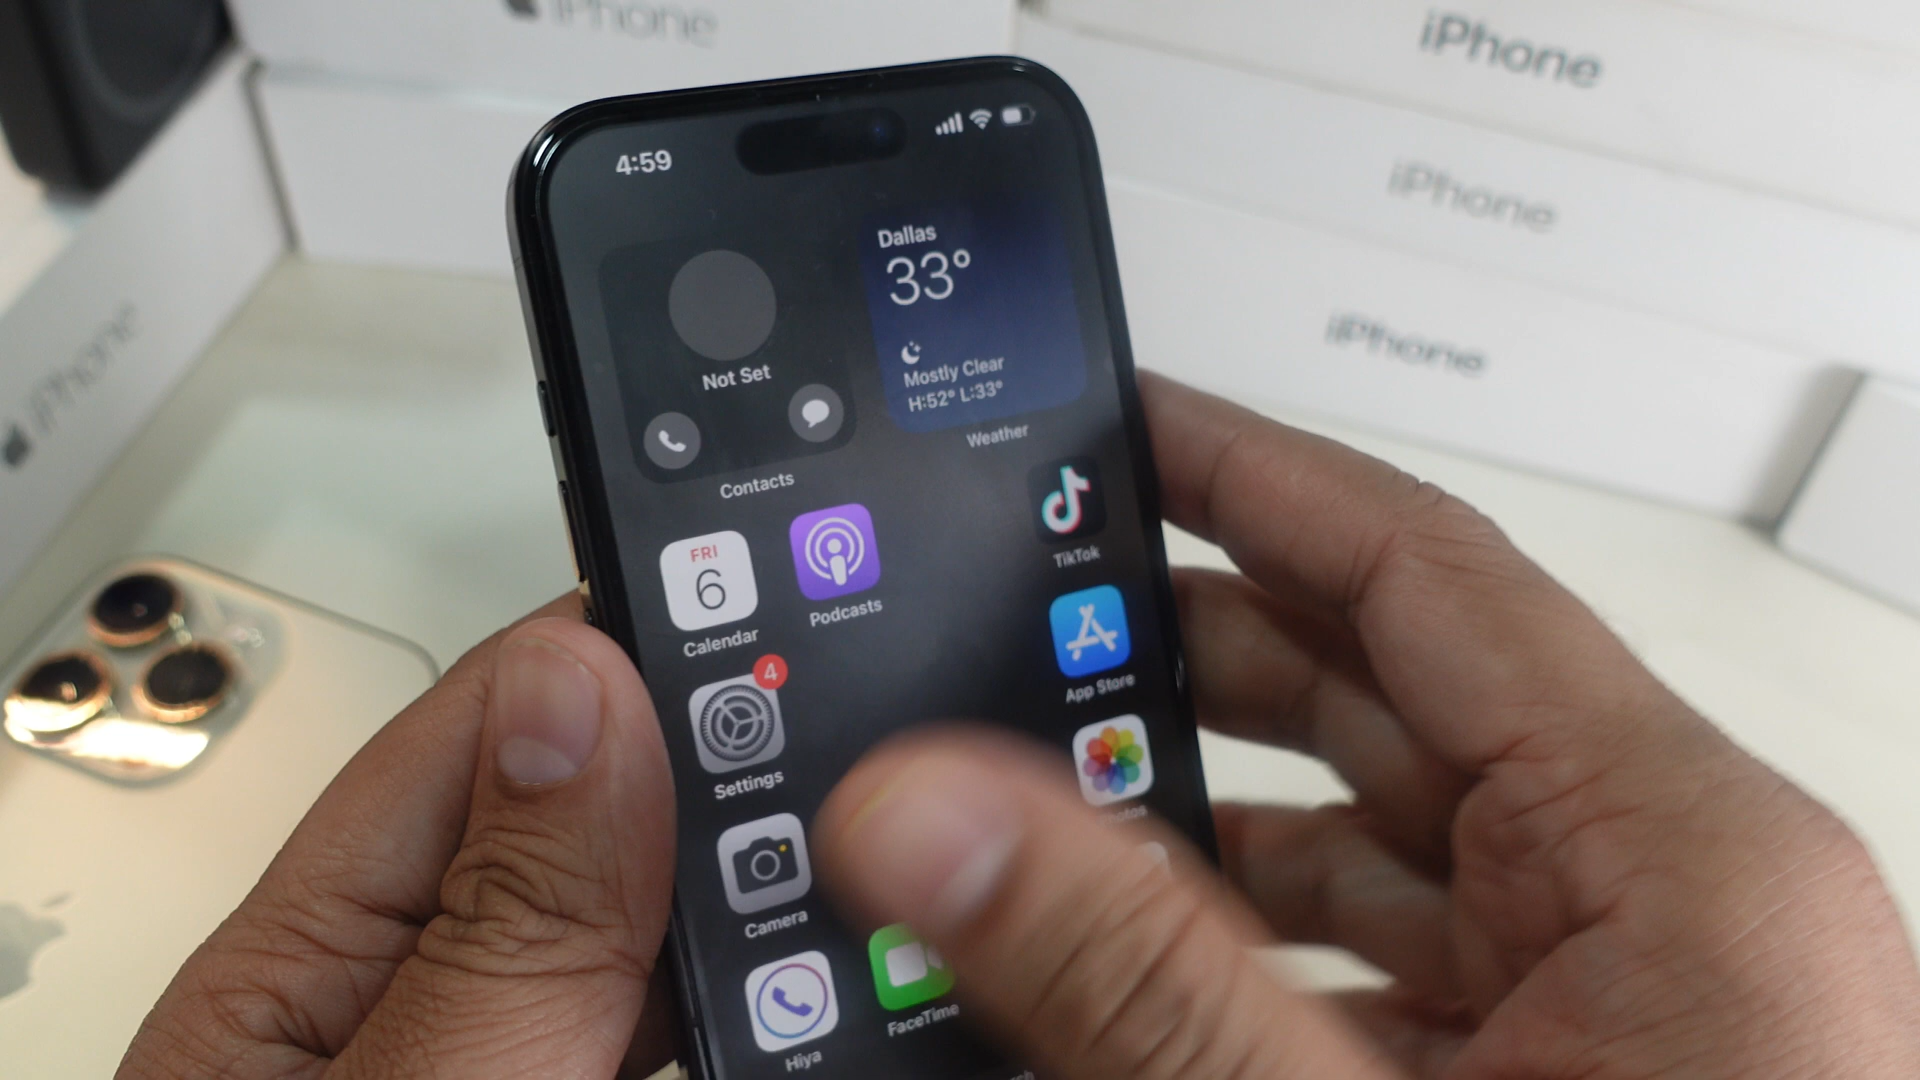 iPhone
iPhone
iPhone
iPhone
iPhone
4:59
Dallas
33°
Mostly Clear
H:52° L:33°
Weather
Not Set
Contacts
FRI
6
Calendar
Podcasts
TikTok
App Store
4
Settings
Camera
Hiya
FaceTime